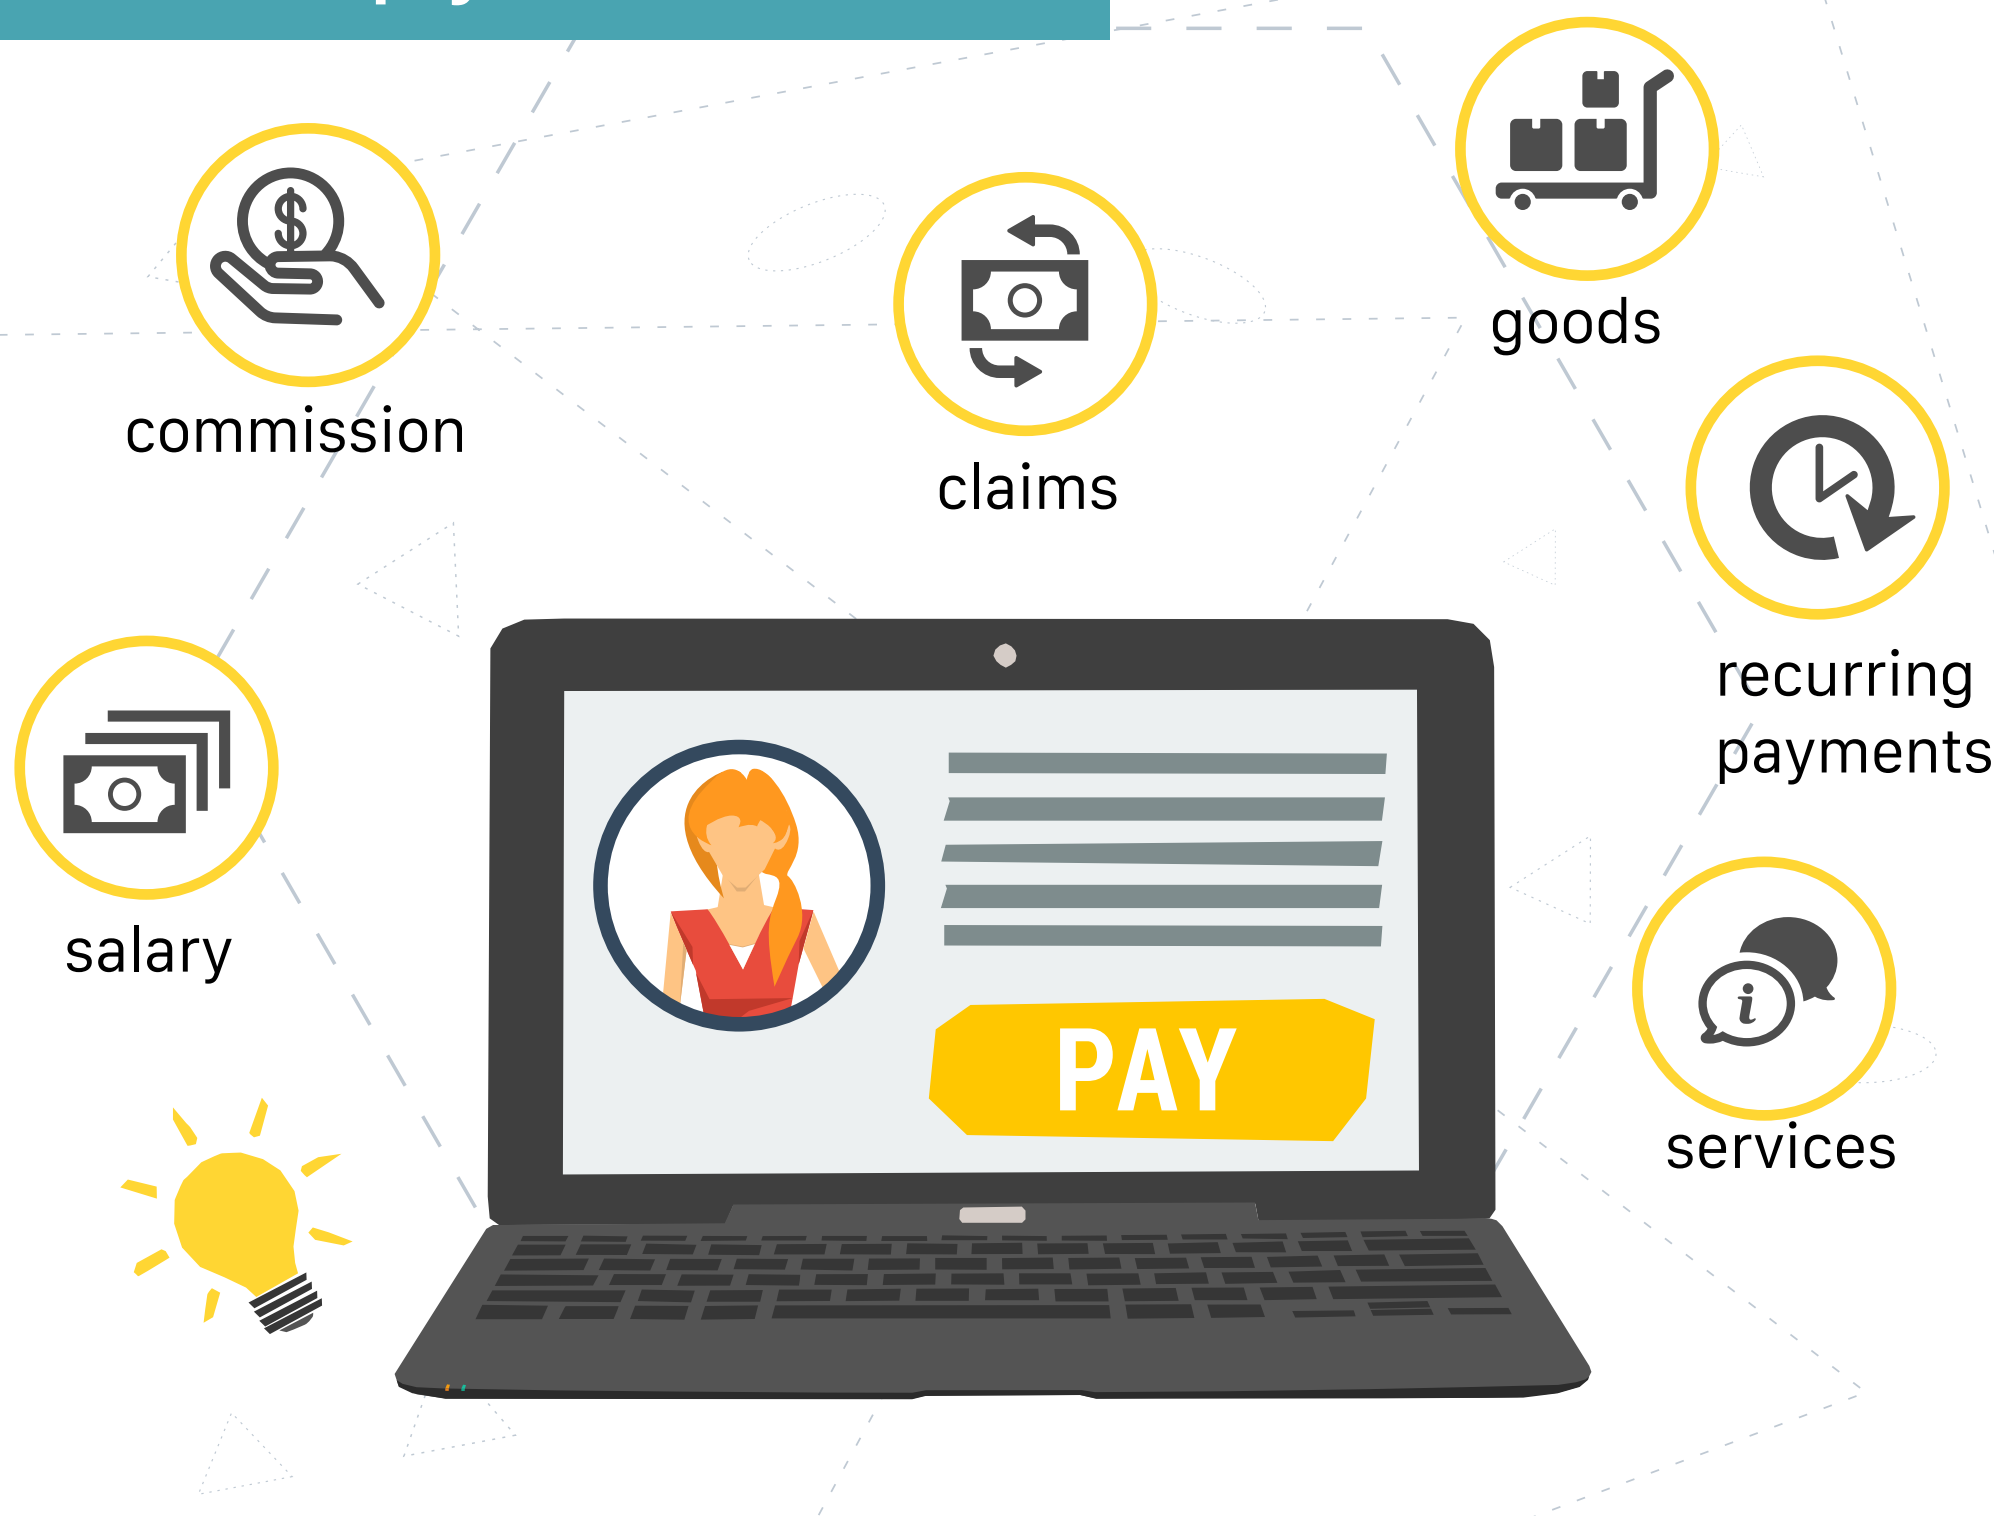 goods
commission
claims
recurring
payments
salary
PAY
services